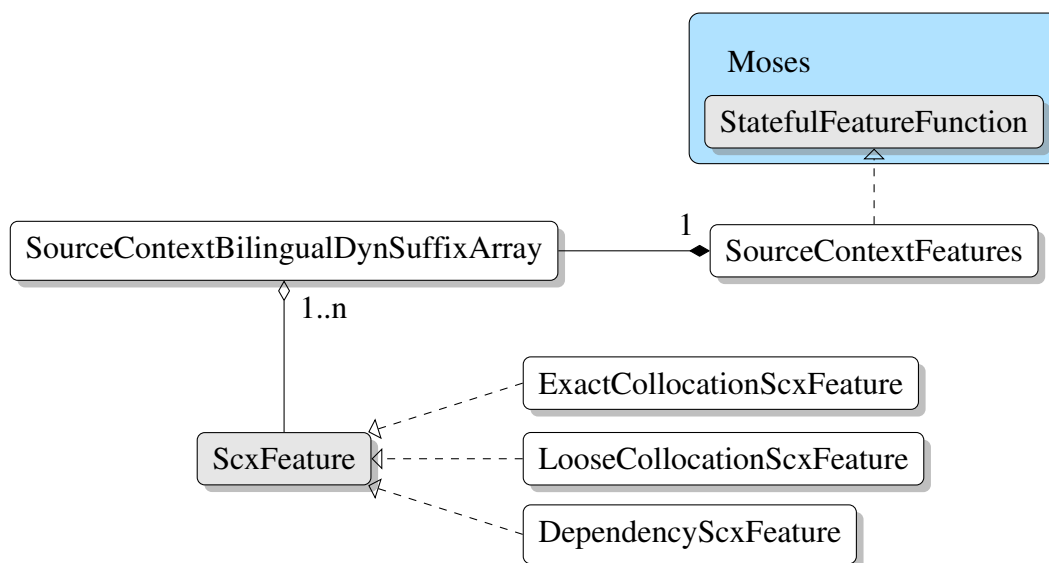 Moses
StatefulFeatureFunction
1
SourceContextBilingualDynSuffixArray
SourceContextFeatures
1..n
ExactCollocationScxFeature
ScxFeature
LooseCollocationScxFeature
DependencyScxFeature